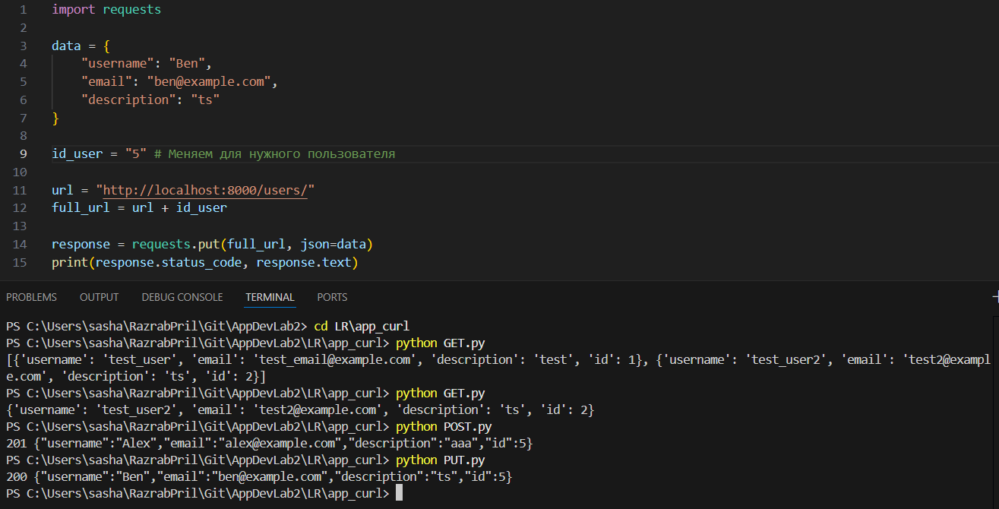 1 import requests
2
3 data = {
4 "username": "Ben",
5 "email": "ben@example.com",
6 "description": "ts"
7 }
8
9 id_user = "5" # Меняем для нужного пользователя
10
11 url = "http://localhost:8000/users/"
12 full_url = url + id_user
13
14 response = requests.put(full_url, json=data)
15 print(response.status_code, response.text)
PROBLEMS OUTPUT DEBUG CONSOLE TERMINAL PORTS
PS C:\Users\sasha\RazrabPril\Git\AppDevLab2> cd LR\app_curl
PS C:\Users\sasha\RazrabPril\Git\AppDevLab2\LR\app_curl> python GET.py
[{'username': 'test_user', 'email': 'test_email@example.com', 'description': 'test', 'id': 1}, {'username': 'test_user2', 'email': 'test2@exampl
e.com', 'description': 'ts', 'id': 2}]
PS C:\Users\sasha\RazrabPril\Git\AppDevLab2\LR\app_curl> python GET.py
{'username': 'test_user2', 'email': 'test2@example.com', 'description': 'ts', 'id': 2}
PS C:\Users\sasha\RazrabPril\Git\AppDevLab2\LR\app_curl> python POST.py
201 {"username":"Alex","email":"alex@example.com","description":"aaa","id":5}
PS C:\Users\sasha\RazrabPril\Git\AppDevLab2\LR\app_curl> python PUT.py
200 {"username":"Ben","email":"ben@example.com","description":"ts","id":5}
PS C:\Users\sasha\RazrabPril\Git\AppDevLab2\LR\app_curl>